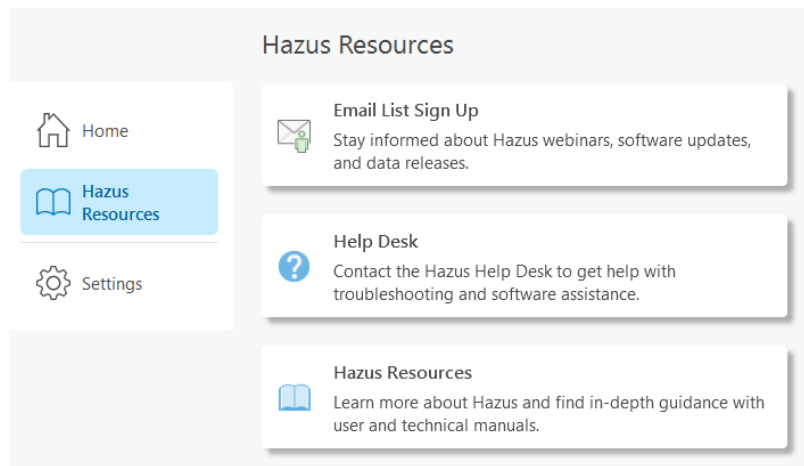 Hazus Resources
Home
Hazus
Resources
Settings
Email List Sign Up
Stay informed about Hazus webinars, software updates,
and data releases.
Help Desk
Contact the Hazus Help Desk to get help with
troubleshooting and software assistance.
Hazus Resources
Learn more about Hazus and find in-depth guidance with
user and technical manuals.